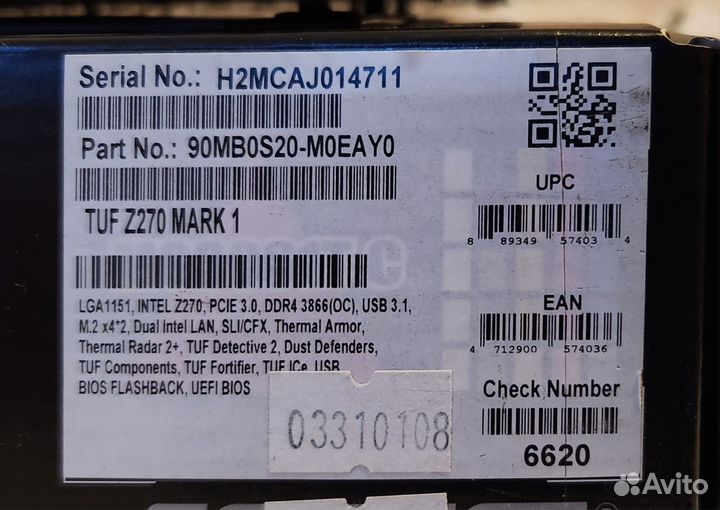 Serial No.: H2MCAJ014711
Part No.: 90MB0S20-M0EAY0
TUF Z270 MARK 1
LGA1151, INTEL Z270, PCIE 3.0, DDR4 3866(OC), USB 3.1,
M.2 x4*2, Dual Intel LAN, SLI/CFX, Thermal Armor,
Thermal Radar 2+, TUF Detective 2, Dust Defenders,
TUF Components, TUF Fortifier, TUF ICe, USB
BIOS FLASHBACK, UEFI BIOS
03310108
UPC
8 89349 57403 4
EAN
4 712900 574036
Check Number
6620
Avito